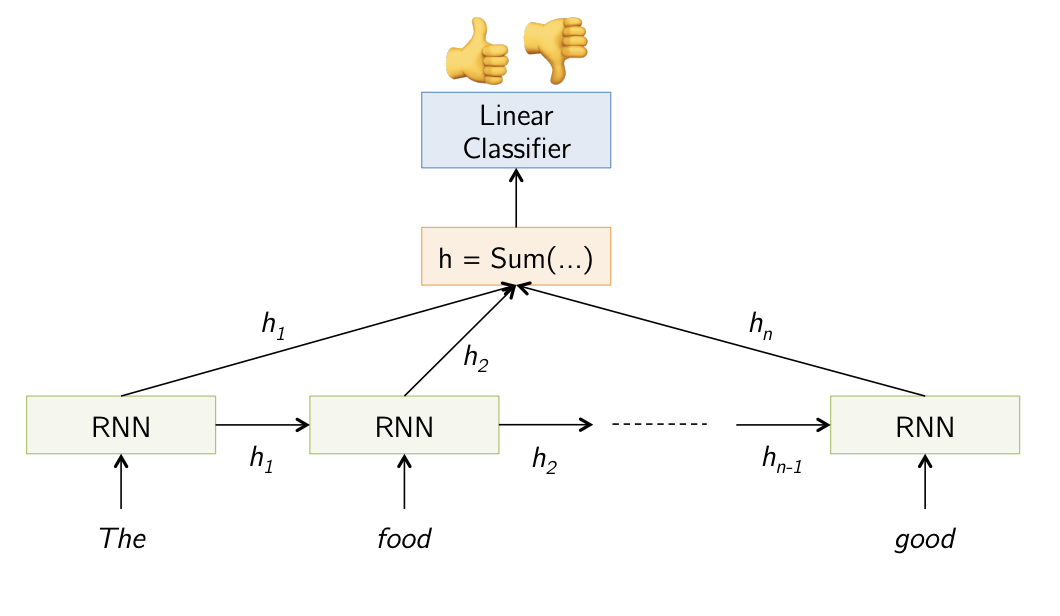 Linear
Classifier
h = Sum(...)
h1
hn
h2
RNN
RNN
RNN
h1
h2
hn-1
The
food
good